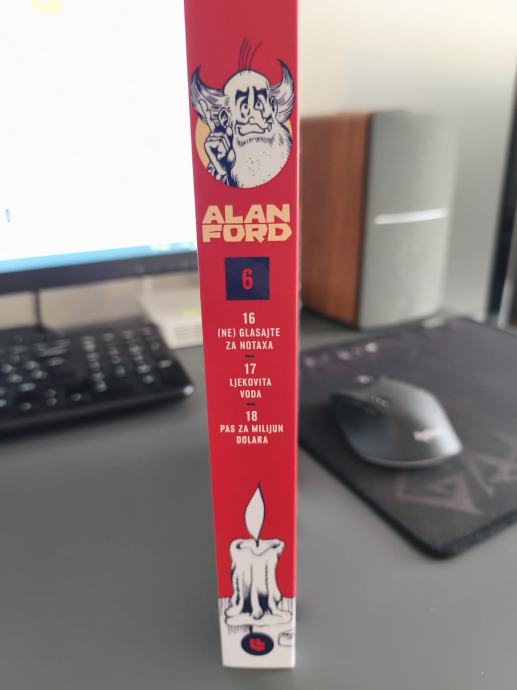 ALAN
FORD
6
16
(NE) GLASAJTE
ZA NOTAXA
17
LJEKOVITA
VODA
18
PAS ZA MILIJUN
DOLARA